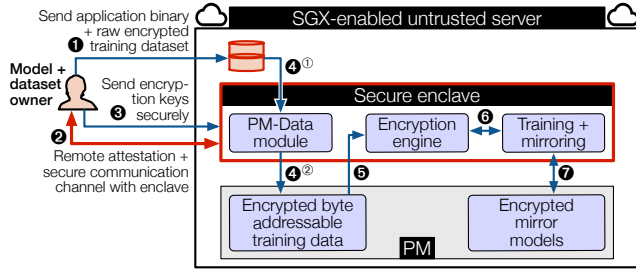 SGX-enabled untrusted server
Send application binary
❶ + raw encrypted
training dataset
Model +
dataset
owner
❹①
Send encryp-
❸ tion keys
securely
Secure enclave
❷
PM-Data
module
Encryption
engine
❻
Training +
mirroring
Remote attestation +
secure communication
channel with enclave
❹②
❺
❼
Encrypted byte
addressable
training data
Encrypted
mirror
models
PM